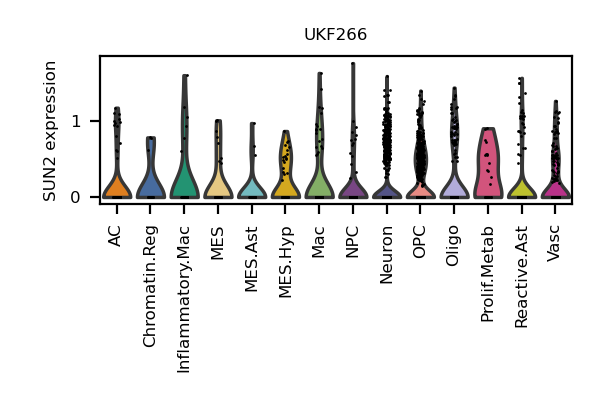 UKF266
SUN2 expression
1
0
AC
Chromatin.Reg
Inflammatory.Mac
MES
MES.Ast
MES.Hyp
Mac
NPC
Neuron
OPC
Oligo
Prolif.Metab
Reactive.Ast
Vasc